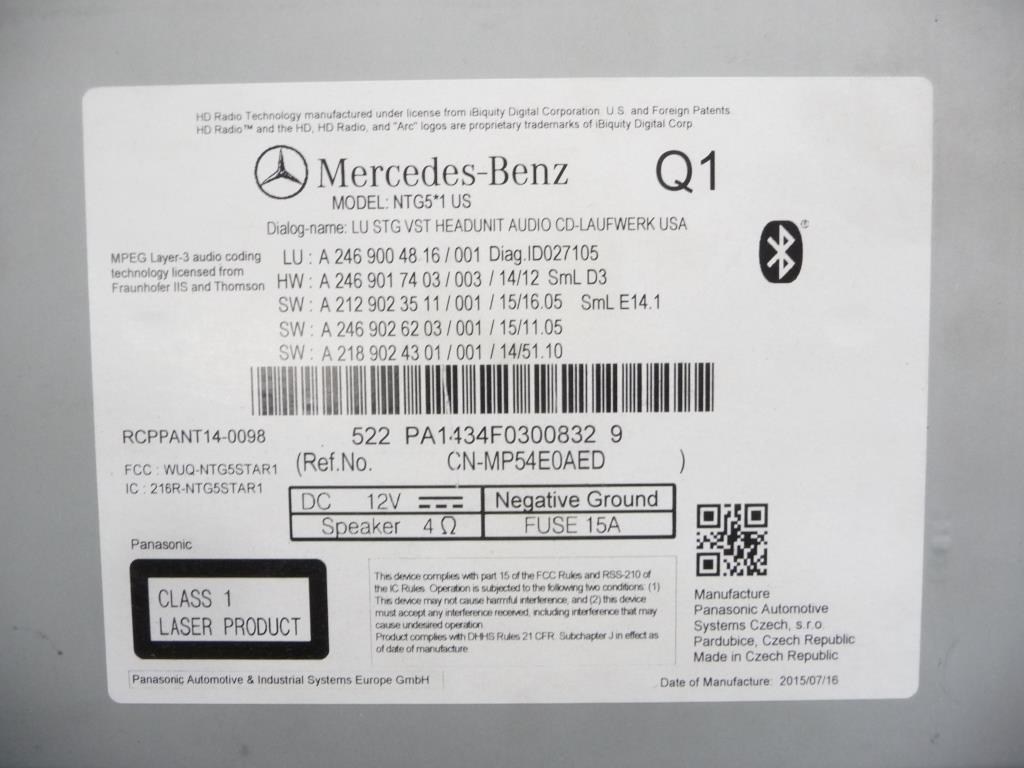 HD Radio Technology manufactured under license from iBiquity Digital Corporation. U.S. and Foreign Patents.
HD Radio™ and the HD, HD Radio, and "Arc" logos are proprietary trademarks of iBiquity Digital Corp.
Mercedes-Benz Q1
MODEL: NTG5*1 US
Dialog-name: LU STG VST HEADUNIT AUDIO CD-LAUFWERK USA
MPEG Layer-3 audio coding
technology licensed from
Fraunhofer IIS and Thomson
LU : A 246 900 48 16 / 001 Diag.ID027105
HW : A 246 901 74 03 / 003 / 14/12 SmL D3
SW : A 212 902 35 11 / 001 / 15/16.05 SmL E14.1
SW : A 246 902 62 03 / 001 / 15/11.05
SW : A 218 902 43 01 / 001 / 14/51.10
®
RCPPANT14-0098
522 PA1434F0300832 9
FCC : WUQ-NTG5STAR1
IC : 216R-NTG5STAR1
(Ref.No. CN-MP54E0AED )
DC 12V Negative Ground
Speaker 4 Ω FUSE 15A
Panasonic
CLASS 1
LASER PRODUCT
This device complies with part 15 of the FCC Rules and RSS-210 of
the IC Rules. Operation is subjected to the following two conditions: (1)
This device may not cause harmful interference, and (2) this device
must accept any interference received, including interference that may
cause undesired operation.
Product complies with DHHS Rules 21 CFR. Subchapter J in effect as
of date of manufacture.
Manufacture
Panasonic Automotive
Systems Czech, s.r.o.
Pardubice, Czech Republic
Made in Czech Republic
Panasonic Automotive & Industrial Systems Europe GmbH
Date of Manufacture: 2015/07/16